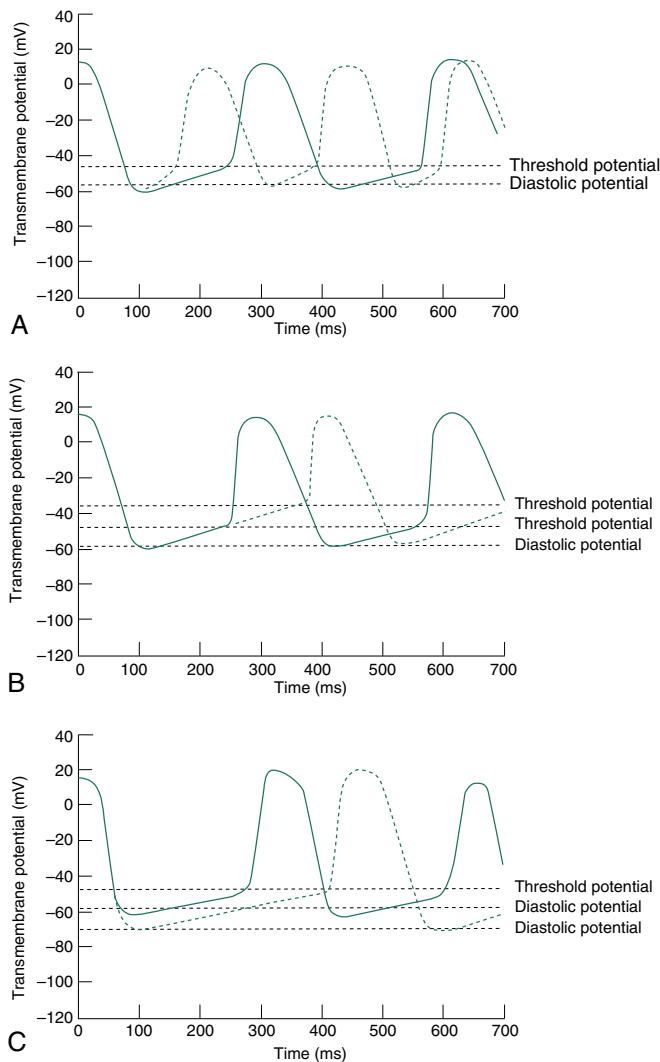 Transmembrane potential (mV)
40
20
0
–20
–40
–60
–80
–100
–120
Threshold potential
Diastolic potential
0 100 200 300 400 500 600 700
Time (ms)
A
Transmembrane potential (mV)
40
20
0
–20
–40
–60
–80
–100
–120
Threshold potential
Threshold potential
Diastolic potential
0 100 200 300 400 500 600 700
Time (ms)
B
Transmembrane potential (mV)
40
20
0
–20
–40
–60
–80
–100
–120
Threshold potential
Diastolic potential
Diastolic potential
0 100 200 300 400 500 600 700
Time (ms)
C